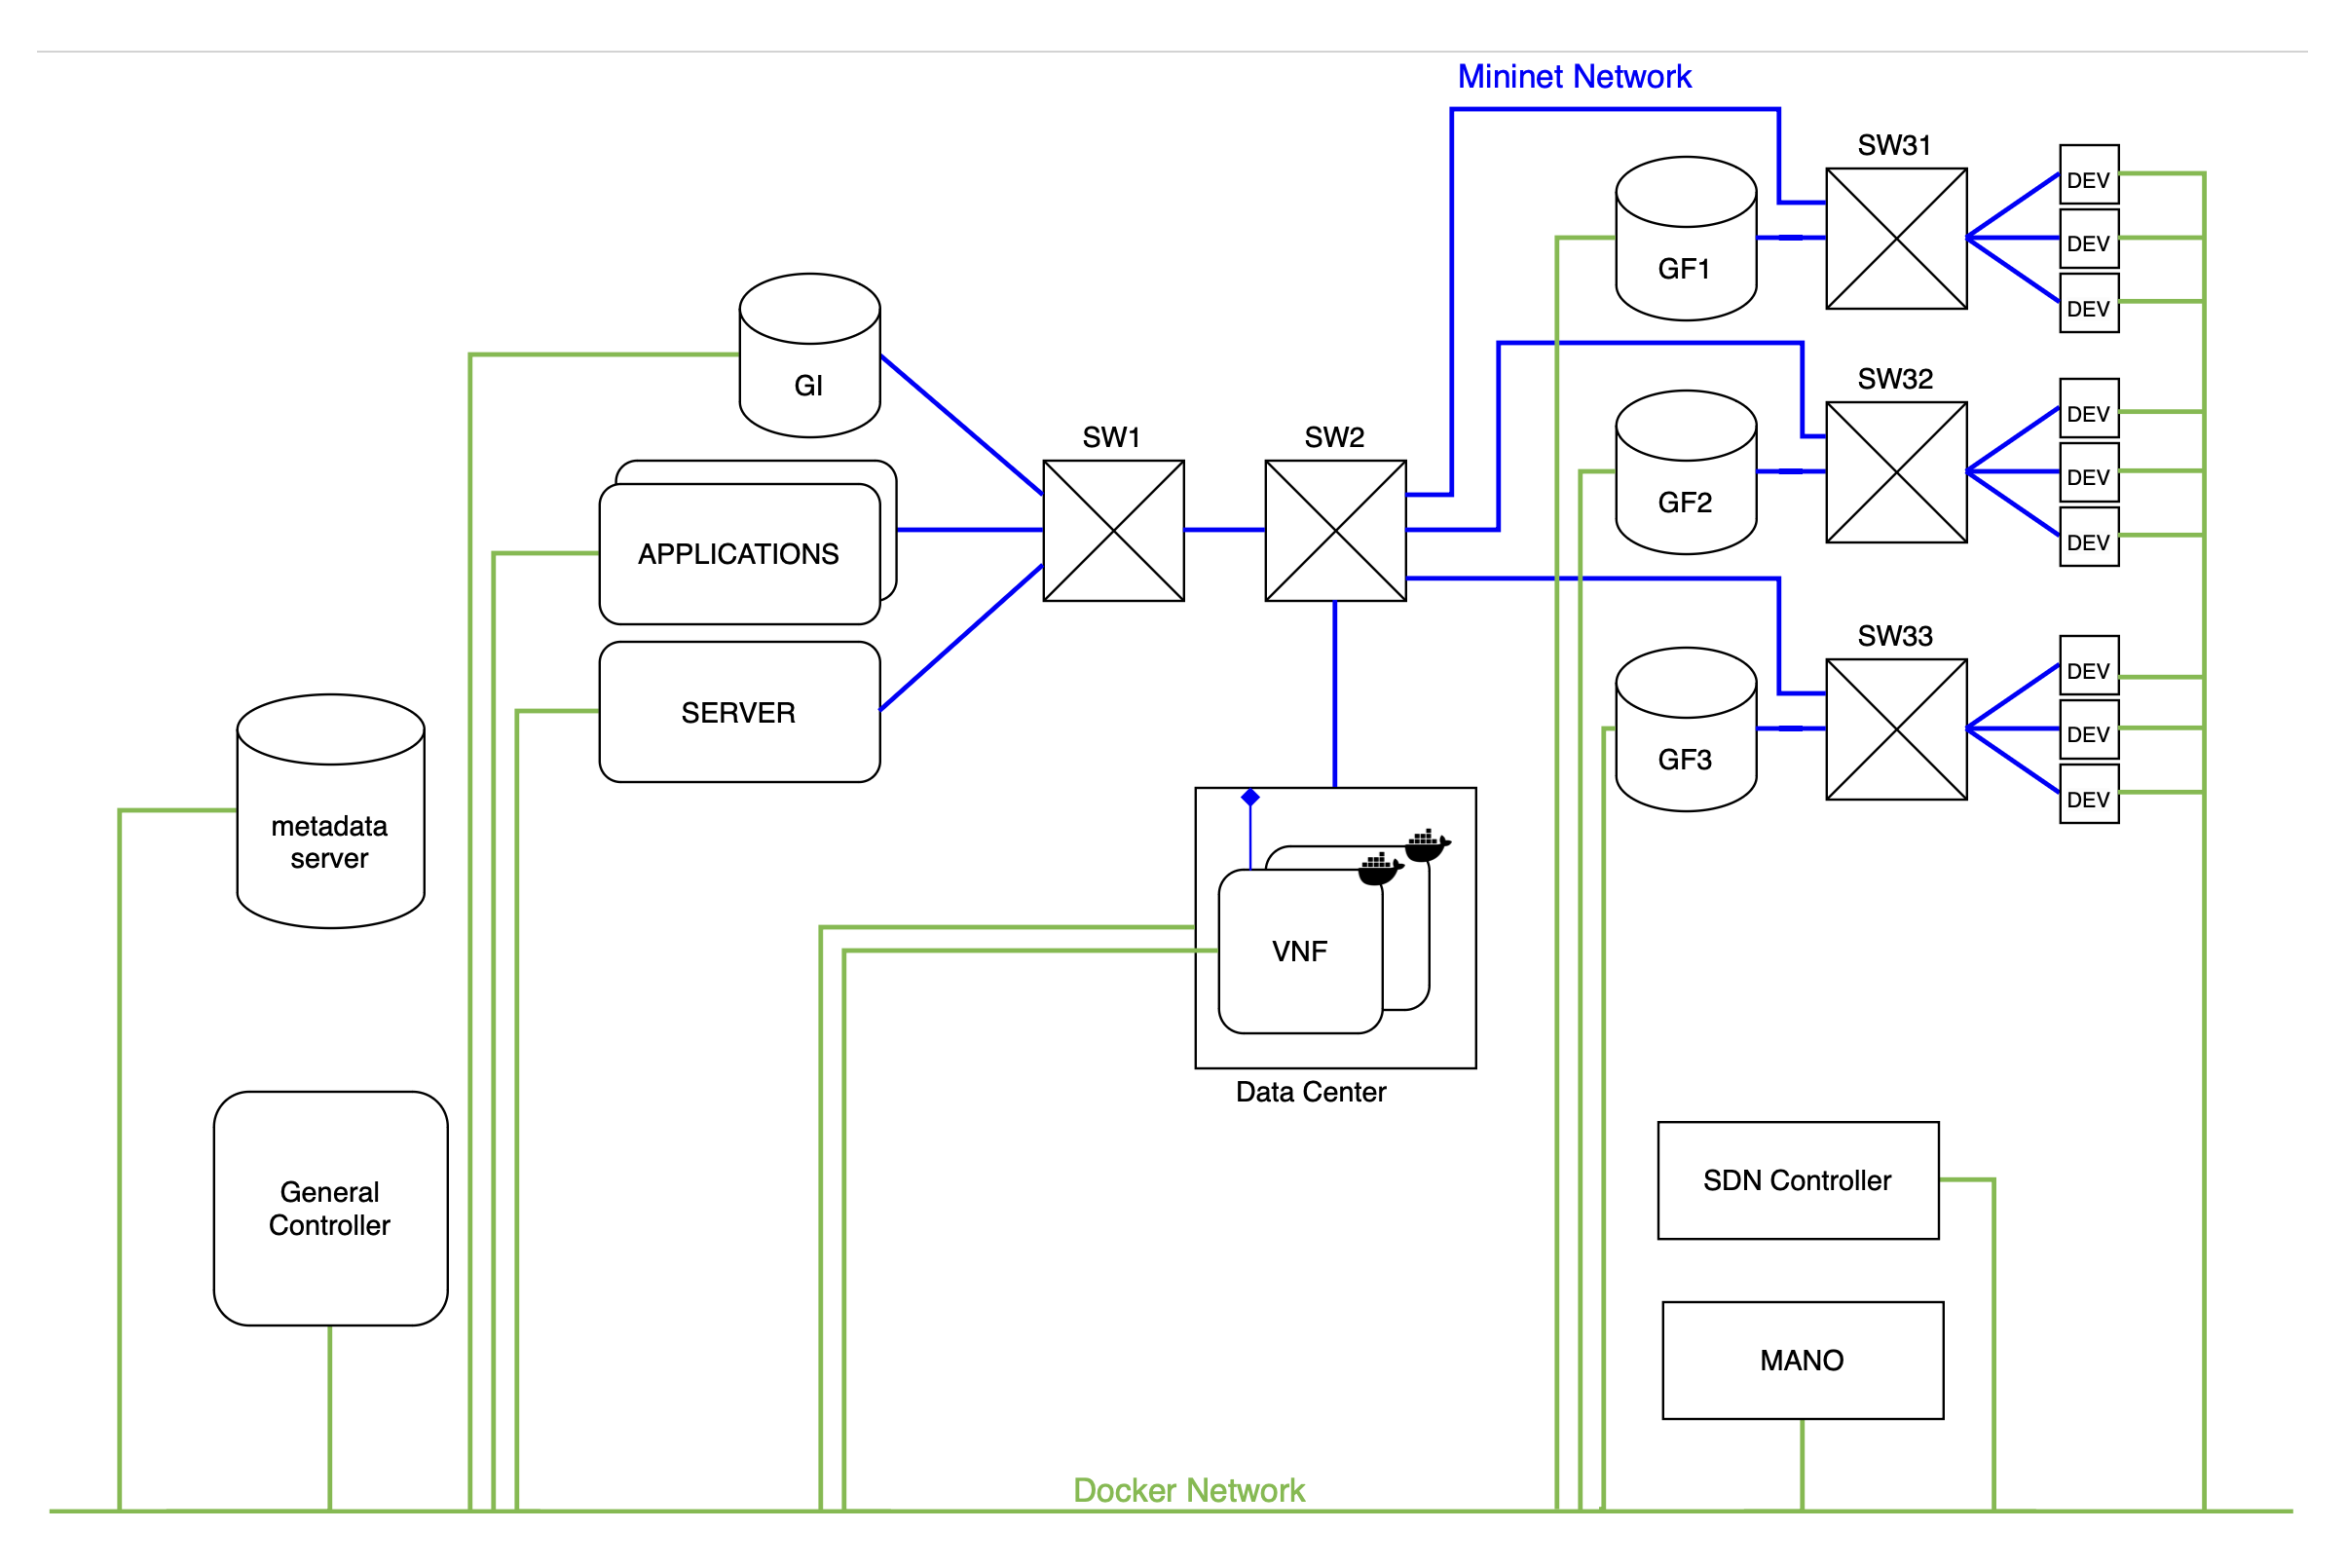 Mininet Network
SW31
DEV
DEV
GF1
DEV
GI
SW32
DEV
DEV
GF2
DEV
SW1
SW2
APPLICATIONS
SERVER
SW33
DEV
DEV
GF3
DEV
metadata
server
VNF
Data Center
General
Controller
SDN Controller
MANO
Docker Network